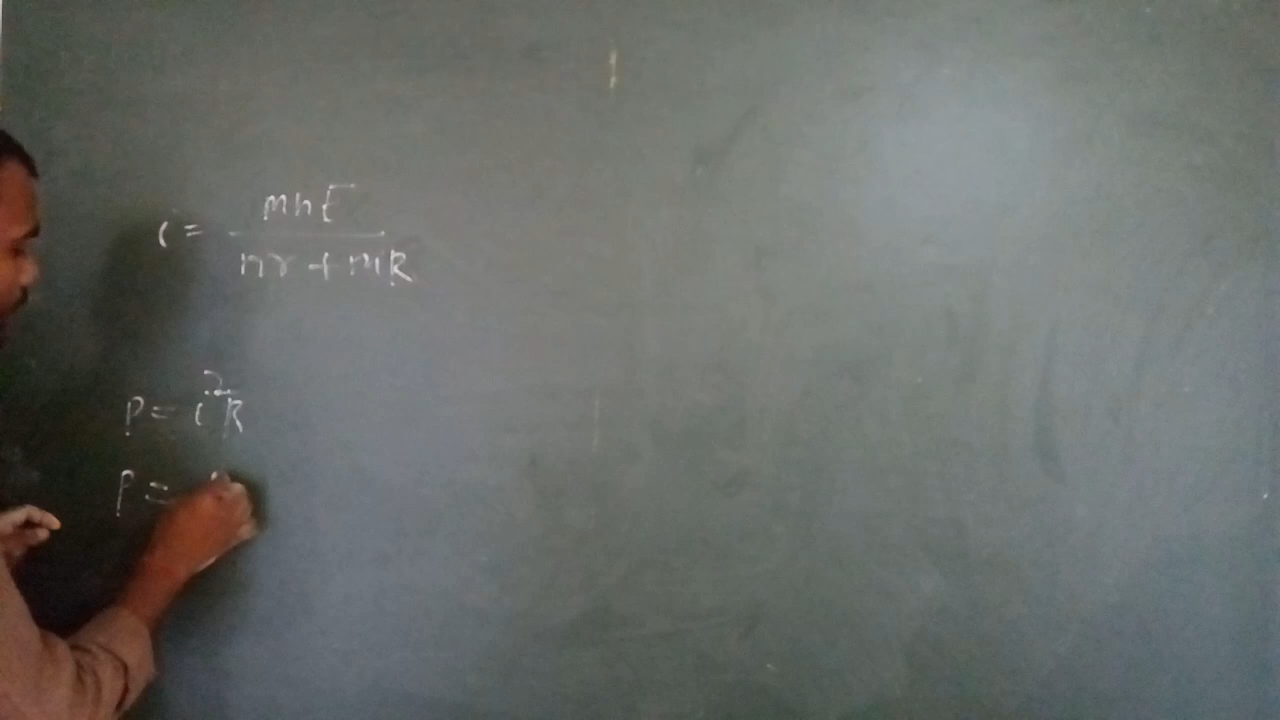 i = mnE / nr + mR
P = i²R
P =